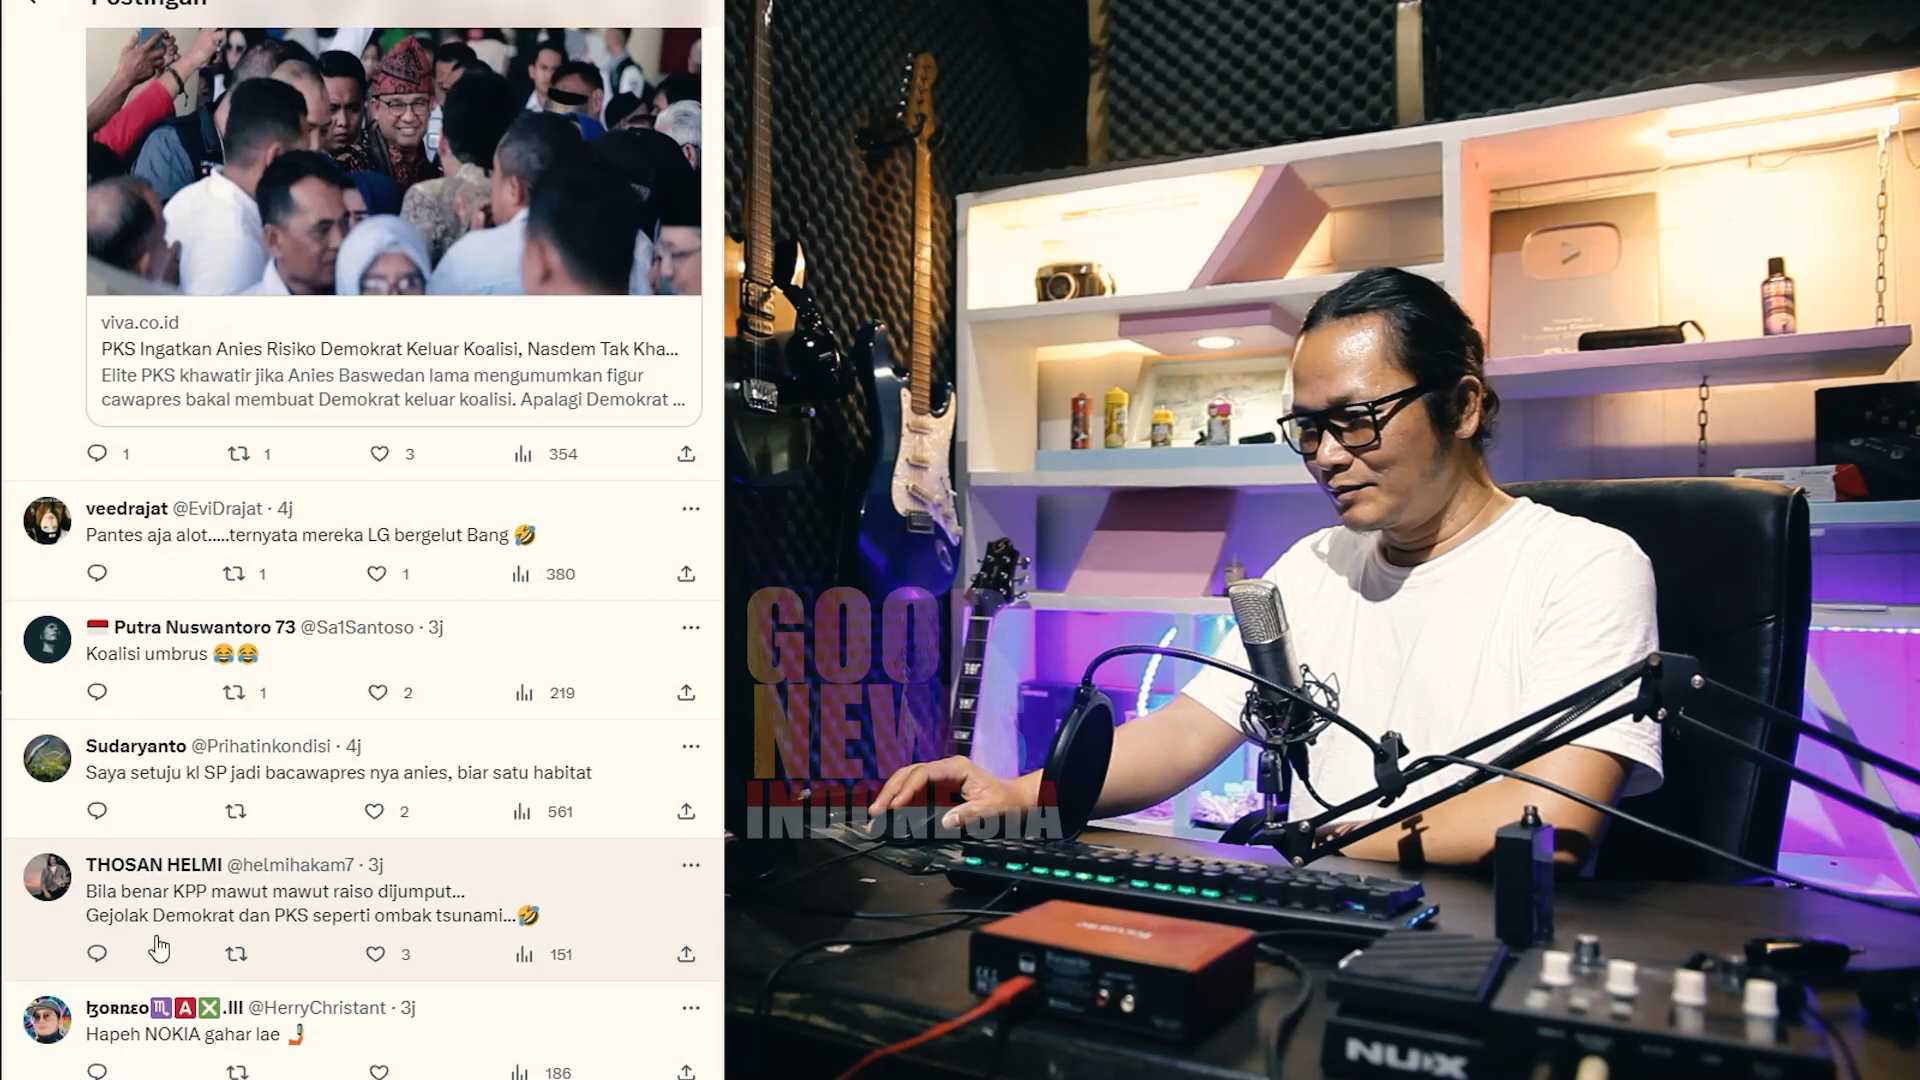 Postingan
viva.co.id
PKS Ingatkan Anies Risiko Demokrat Keluar Koalisi, Nasdem Tak Kha...
Elite PKS khawatir jika Anies Baswedan lama mengumumkan figur
cawapres bakal membuat Demokrat keluar koalisi. Apalagi Demokrat ...
1 1 3 354
veedrajat @EviDrajat · 4j
Pantes aja alot.....ternyata mereka LG bergelut Bang 🤣
1 1 380
🇮🇩 Putra Nuswantoro 73 @Sa1Santoso · 3j
Koalisi umbrus 😂😂
1 2 219
Sudaryanto @Prihatinkondisi · 4j
Saya setuju kl SP jadi bacawapres nya anies, biar satu habitat
2 561
THOSAN HELMI @helmihakam7 · 3j
Bila benar KPP mawut mawut raiso dijumput...
Gejolak Demokrat dan PKS seperti ombak tsunami...🤣
3 151
ɮօʀռɛօ♏🅰❎.lll @HerryChristant · 3j
Hapeh NOKIA gahar lae 🤳
186
GOOD
NEWS
INDONESIA
NUX